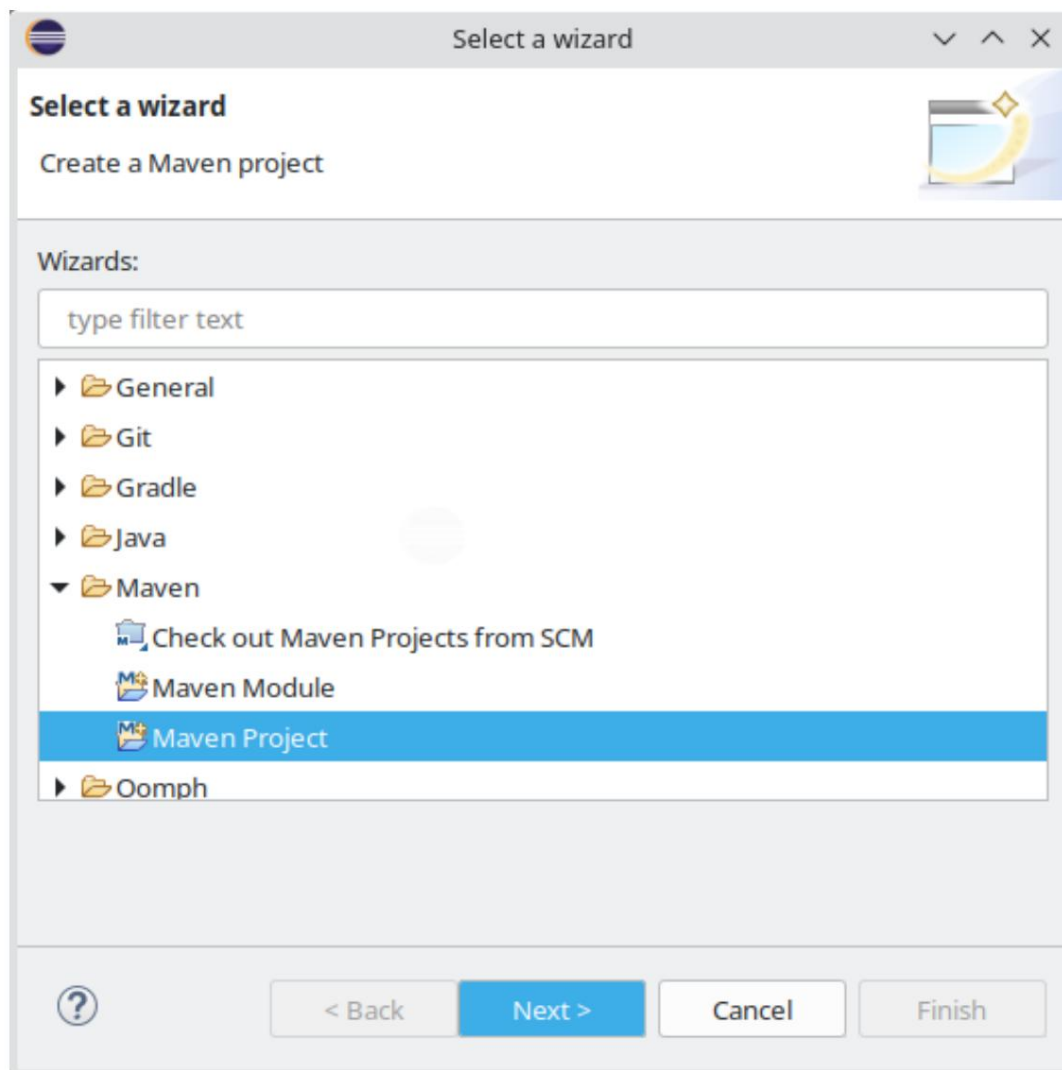 Select a wizard
Select a wizard
Create a Maven project
Wizards:
type filter text
General
Git
Gradle
Java
Maven
Check out Maven Projects from SCM
Maven Module
Maven Project
Oomph
? < Back Next > Cancel Finish